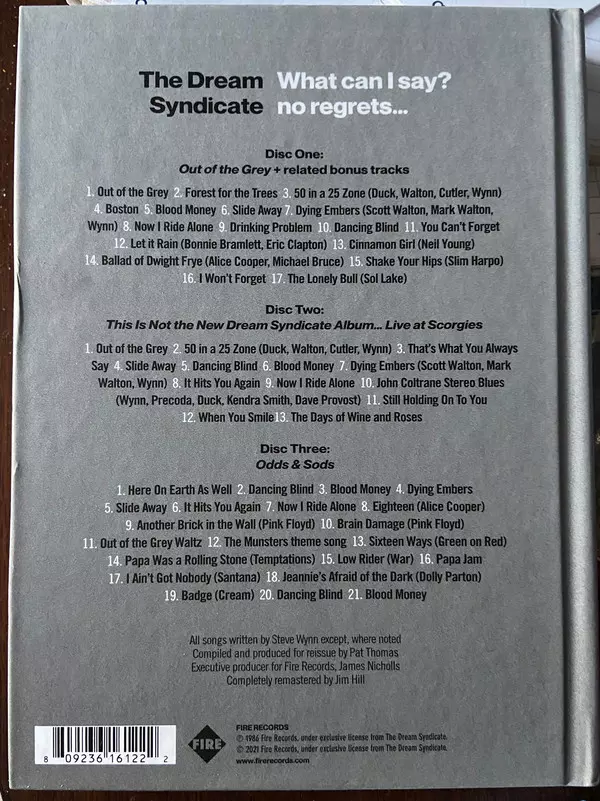 The Dream What can I say?
Syndicate no regrets...
Disc One:
Out of the Grey + related bonus tracks
1. Out of the Grey 2. Forest for the Trees 3. 50 in a 25 Zone (Duck, Walton, Cutler, Wynn)
4. Boston 5. Blood Money 6. Slide Away 7. Dying Embers (Scott Walton, Mark Walton,
Wynn) 8. Now I Ride Alone 9. Drinking Problem 10. Dancing Blind 11. You Can't Forget
12. Let it Rain (Bonnie Bramlett, Eric Clapton) 13. Cinnamon Girl (Neil Young)
14. Ballad of Dwight Frye (Alice Cooper, Michael Bruce) 15. Shake Your Hips (Slim Harpo)
16. I Won't Forget 17. The Lonely Bull (Sol Lake)
Disc Two:
This Is Not the New Dream Syndicate Album... Live at Scorgies
1. Out of the Grey 2. 50 in a 25 Zone (Duck, Walton, Cutler, Wynn) 3. That's What You Always
Say 4. Slide Away 5. Dancing Blind 6. Blood Money 7. Dying Embers (Scott Walton, Mark
Walton, Wynn) 8. It Hits You Again 9. Now I Ride Alone 10. John Coltrane Stereo Blues
(Wynn, Precoda, Duck, Kendra Smith, Dave Provost) 11. Still Holding On To You
12. When You Smile 13. The Days of Wine and Roses
Disc Three:
Odds & Sods
1. Here On Earth As Well 2. Dancing Blind 3. Blood Money 4. Dying Embers
5. Slide Away 6. It Hits You Again 7. Now I Ride Alone 8. Eighteen (Alice Cooper)
9. Another Brick in the Wall (Pink Floyd) 10. Brain Damage (Pink Floyd)
11. Out of the Grey Waltz 12. The Munsters theme song 13. Sixteen Ways (Green on Red)
14. Papa Was a Rolling Stone (Temptations) 15. Low Rider (War) 16. Papa Jam
17. I Ain't Got Nobody (Santana) 18. Jeannie's Afraid of the Dark (Dolly Parton)
19. Badge (Cream) 20. Dancing Blind 21. Blood Money
All songs written by Steve Wynn except, where noted
Compiled and produced for reissue by Pat Thomas
Executive producer for Fire Records, James Nicholls
Completely remastered by Jim Hill
FIRE
FIRE RECORDS
℗ 1986 Fire Records, under exclusive license from The Dream Syndicate.
© 2021 Fire Records, under exclusive license from The Dream Syndicate.
www.firerecords.com
8 09236 16122 2